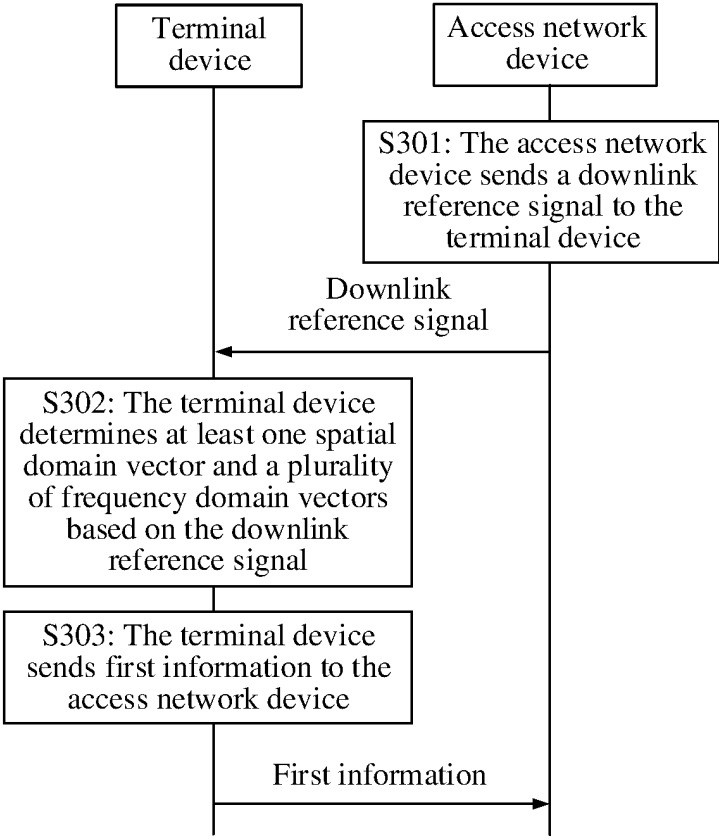 Terminal
device
Access network
device
S301: The access network
device sends a downlink
reference signal to the
terminal device
Downlink
reference signal
S302: The terminal device
determines at least one spatial
domain vector and a plurality
of frequency domain vectors
based on the downlink
reference signal
S303: The terminal device
sends first information to the
access network device
First information